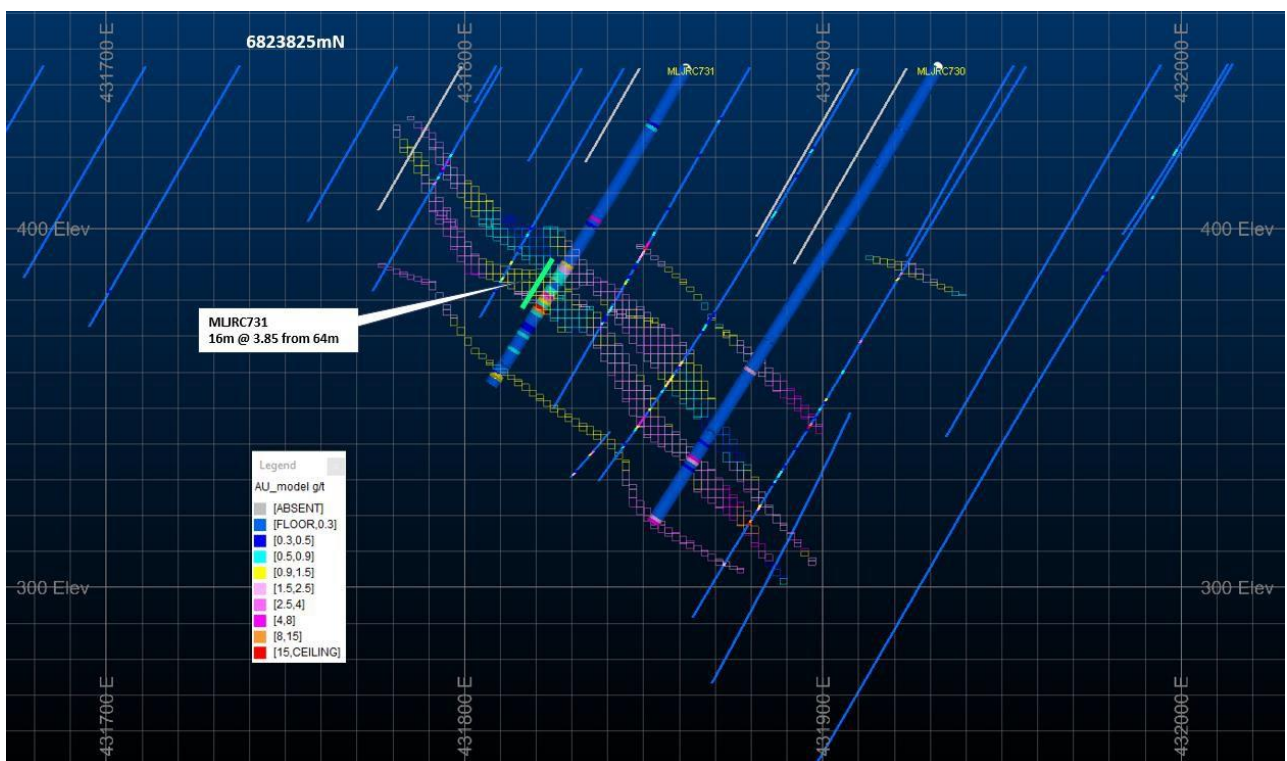 6823825mN
431700 E
431800 E
431900 E
432000 E
MLJRC731
MLJRC730
400 Elev
400 Elev
MLJRC731
16m @ 3.85 from 64m
Legend
AU_model g/t
[ABSENT]
[FLOOR,0.3]
[0.3,0.5]
[0.5,0.9]
[0.9,1.5]
[1.5,2.5]
[2.5,4]
[4,8]
[8,15]
[15,CEILING]
300 Elev
300 Elev
431700 E
431800 E
431900 E
432000 E